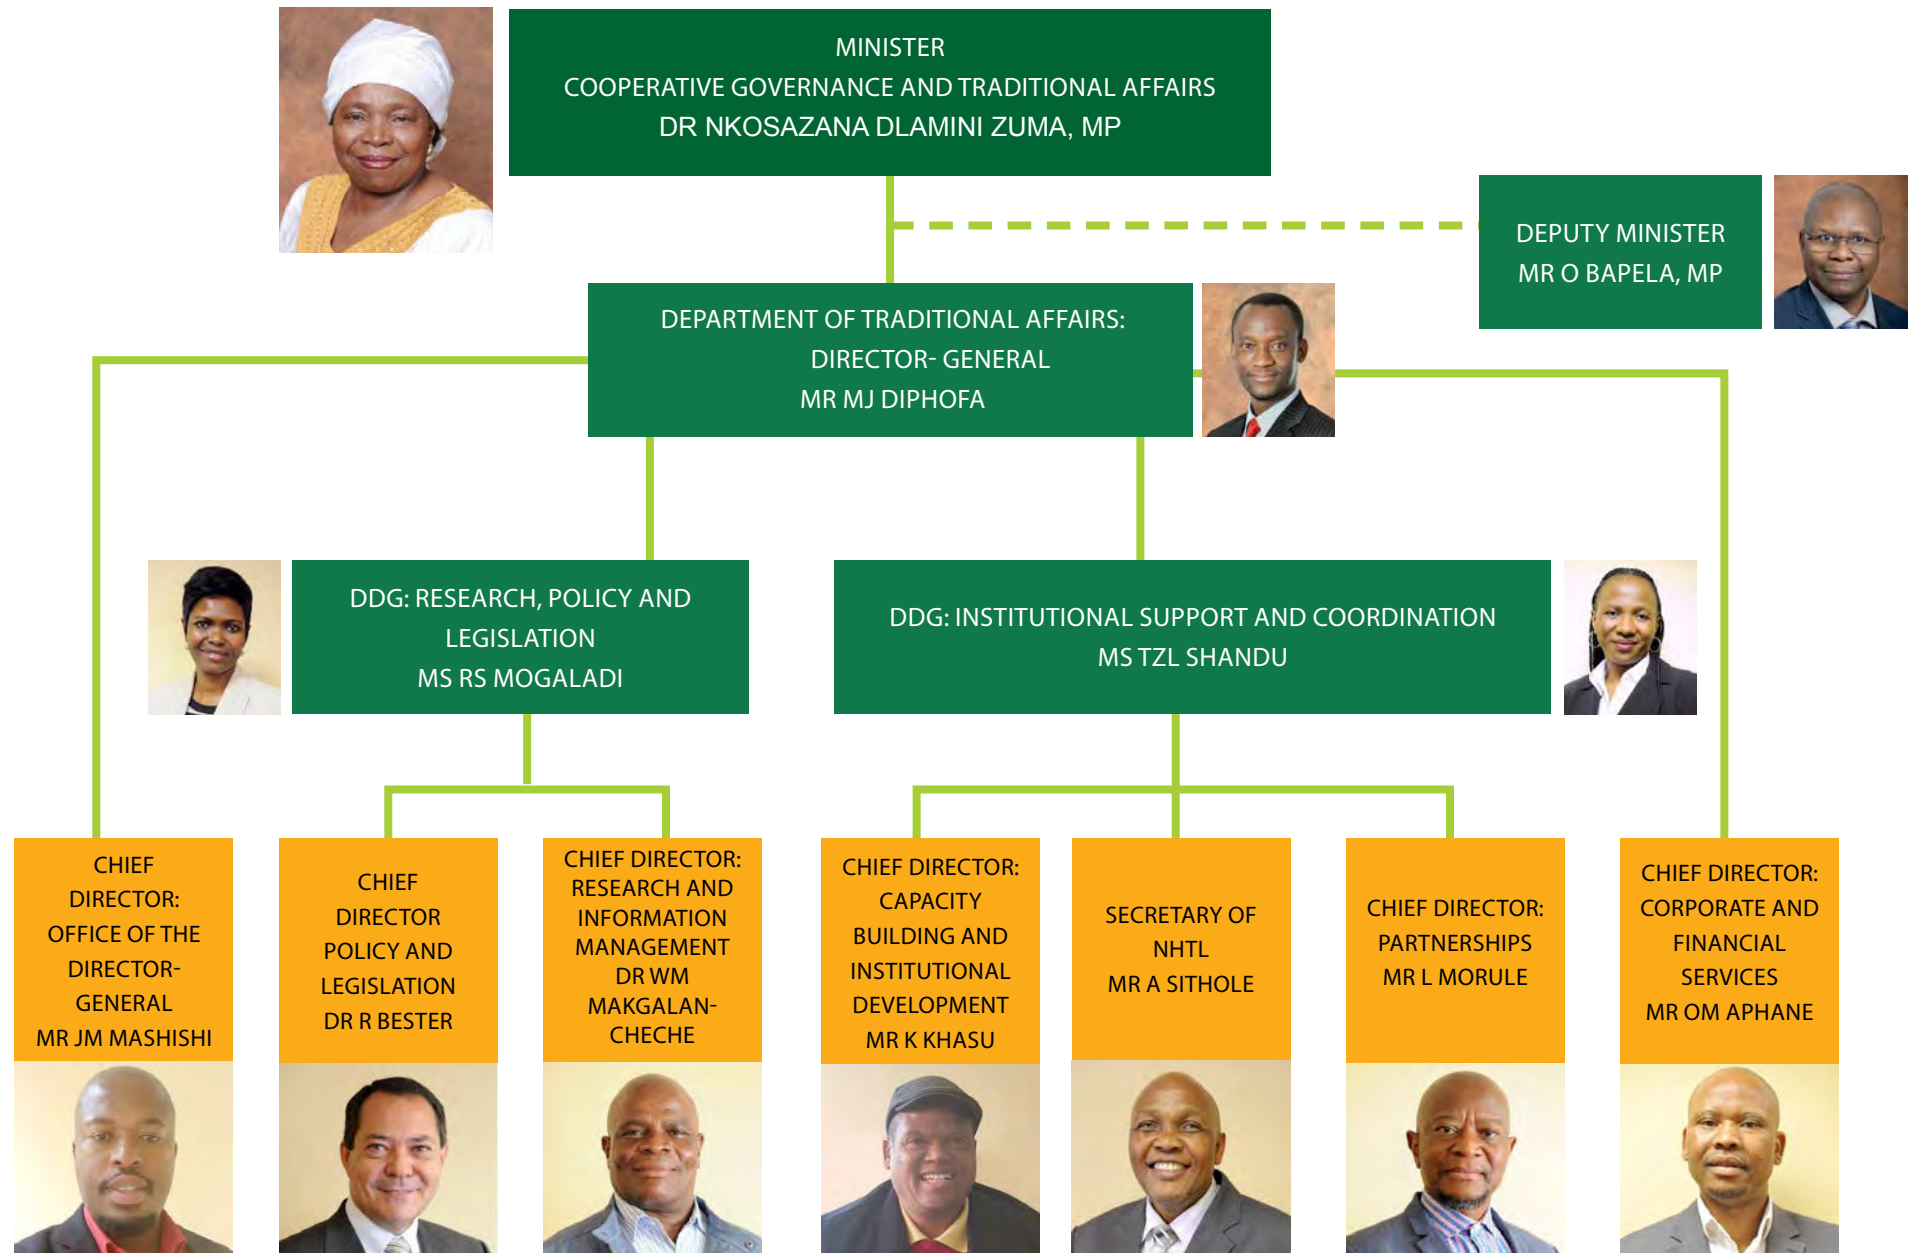 MINISTER
COOPERATIVE GOVERNANCE AND TRADITIONAL AFFAIRS
DR NKOSAZANA DLAMINI ZUMA, MP
DEPUTY MINISTER
MR O BAPELA, MP
DEPARTMENT OF TRADITIONAL AFFAIRS:
DIRECTOR- GENERAL
MR MJ DIPHOFA
DDG: RESEARCH, POLICY AND
LEGISLATION
MS RS MOGALADI
DDG: INSTITUTIONAL SUPPORT AND COORDINATION
MS TZL SHANDU
CHIEF
DIRECTOR:
OFFICE OF THE
DIRECTOR-
GENERAL
MR JM MASHISHI
CHIEF
DIRECTOR
POLICY AND
LEGISLATION
DR R BESTER
CHIEF DIRECTOR:
RESEARCH AND
INFORMATION
MANAGEMENT
DR WM
MAKGALAN-
CHECHE
CHIEF DIRECTOR:
CAPACITY
BUILDING AND
INSTITUTIONAL
DEVELOPMENT
MR K KHASU
SECRETARY OF
NHTL
MR A SITHOLE
CHIEF DIRECTOR:
PARTNERSHIPS
MR L MORULE
CHIEF DIRECTOR:
CORPORATE AND
FINANCIAL
SERVICES
MR OM APHANE